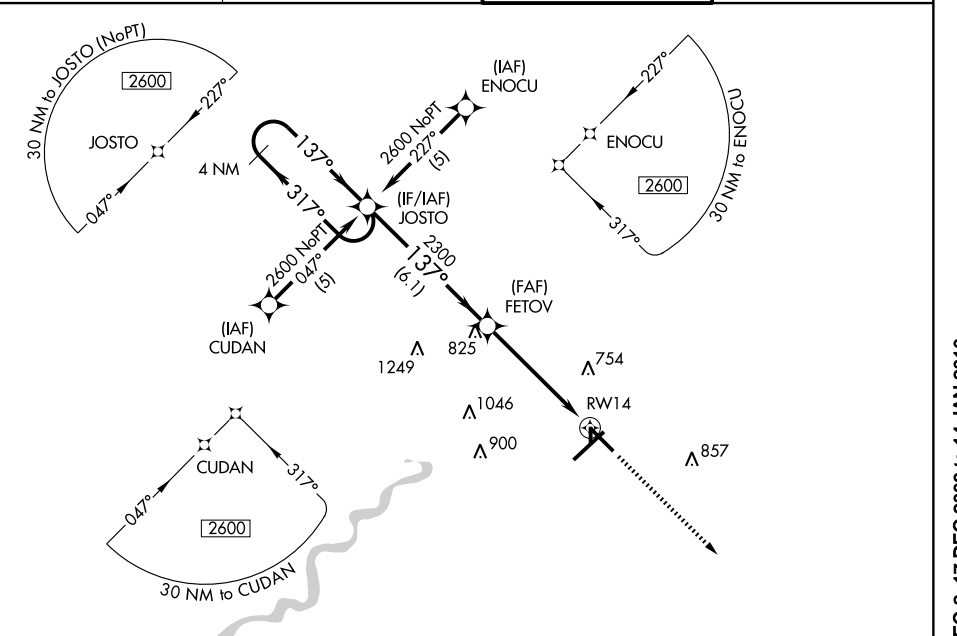 30 NM to JOSTO (NoPT)
2600
227°
JOSTO
047°
(IAF)
ENOCU
2600 NoPT
227°
(5)
227°
ENOCU
2600
317°
30 NM to ENOCU
4 NM
137°
317°
(IF/IAF)
JOSTO
2600 NoPT
047°
(5)
(IAF)
CUDAN
2300
137°
(6.1)
(FAF)
FETOV
825
1249
754
RW14
1046
900
857
CUDAN
047°
317°
2600
30 NM to CUDAN